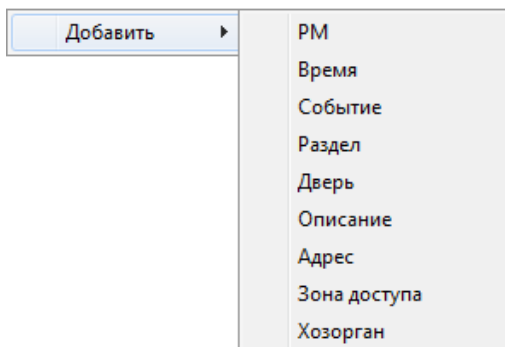 Добавить
РМ
Время
Событие
Раздел
Дверь
Описание
Адрес
Зона доступа
Хозорган